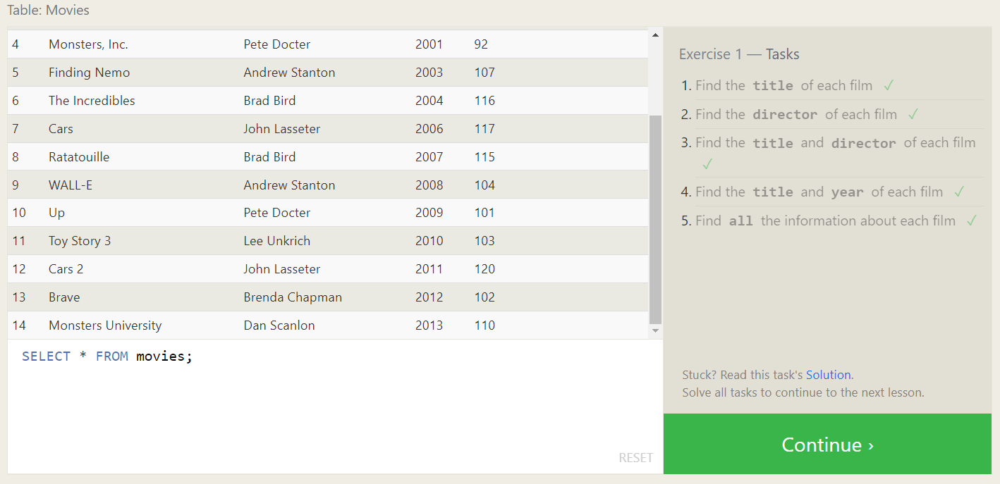 Table: Movies
4 Monsters, Inc. Pete Docter 2001 92
5 Finding Nemo Andrew Stanton 2003 107
6 The Incredibles Brad Bird 2004 116
7 Cars John Lasseter 2006 117
8 Ratatouille Brad Bird 2007 115
9 WALL-E Andrew Stanton 2008 104
10 Up Pete Docter 2009 101
11 Toy Story 3 Lee Unkrich 2010 103
12 Cars 2 John Lasseter 2011 120
13 Brave Brenda Chapman 2012 102
14 Monsters University Dan Scanlon 2013 110
SELECT * FROM movies;
RESET
Exercise 1 — Tasks
1. Find the title of each film ✓
2. Find the director of each film ✓
3. Find the title and director of each film
✓
4. Find the title and year of each film ✓
5. Find all the information about each film ✓
Stuck? Read this task's Solution.
Solve all tasks to continue to the next lesson.
Continue ›